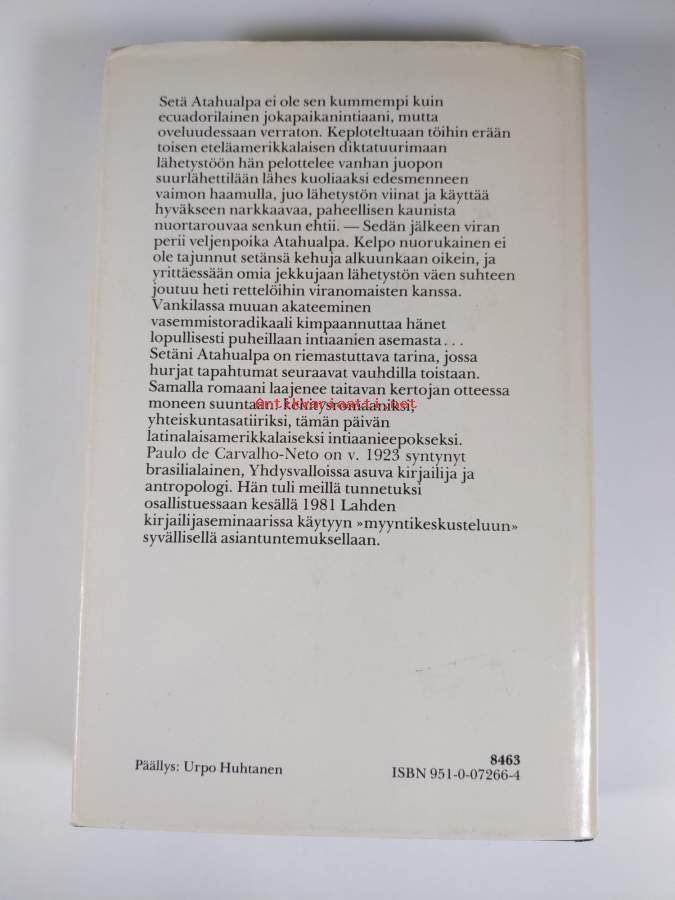 Setä Atahualpa ei ole sen kummempi kuin
ecuadorilainen jokapaikanintiaani, mutta
oveluudessaan verraton. Keploteltuaan töihin erään
toisen eteläamerikkalaisen diktatuurimaan
lähetystöön hän pelottelee vanhan juopon
suurlähettilään lähes kuoliaaksi edesmenneen
vaimon haamulla, juo lähetystön viinat ja käyttää
hyväkseen narkkaavaa, paheellisen kaunista
nuortarouvaa senkun ehtii. — Sedän jälkeen viran
perii veljenpoika Atahualpa. Kelpo nuorukainen ei
ole tajunnut setänsä kehuja alkuunkaan oikein, ja
yrittäessään omia jekkujaan lähetystön väen suhteen
joutuu heti rettelöihin viranomaisten kanssa.
Vankilassa muuan akateeminen
vasemmistoradikaali kimpaannuttaa hänet
lopullisesti puheillaan intiaanien asemasta...
Setäni Atahualpa on riemastuttava tarina, jossa
hurjat tapahtumat seuraavat vauhdilla toistaan.
Samalla romaani laajenee taitavan kertojan otteessa
Antikvariaatti.net
moneen suuntaan: kehitysromaaniksi,
yhteiskuntasatiiriksi, tämän päivän
latinalaisamerikkalaiseksi intiaanieepokseksi.
Paulo de Carvalho-Neto on v. 1923 syntynyt
brasilialainen, Yhdysvalloissa asuva kirjailija ja
antropologi. Hän tuli meillä tunnetuksi
osallistuessaan kesällä 1981 Lahden
kirjailijaseminaarissa käytyyn »myyntikeskusteluun»
syvällisellä asiantuntemuksellaan.
Päällys: Urpo Huhtanen
8463
ISBN 951-0-07266-4